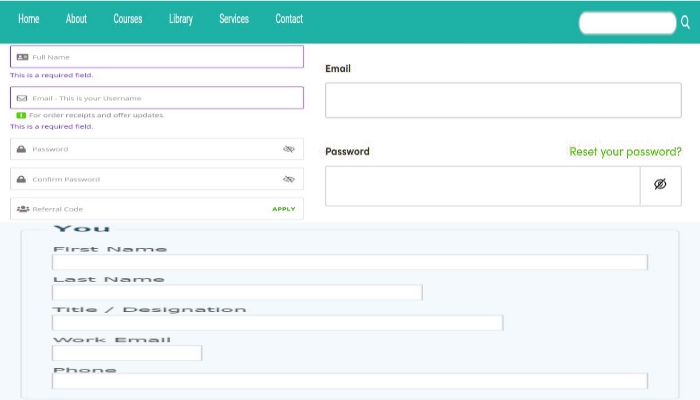 Home About Courses Library Services Contact
Full Name
This is a required field.
Email - This is your Username
For order receipts and offer updates.
This is a required field.
Password
Confirm Password
Referral Code APPLY
Email
Password Reset your password?
You
First Name
Last Name
Title / Designation
Work Email
Phone